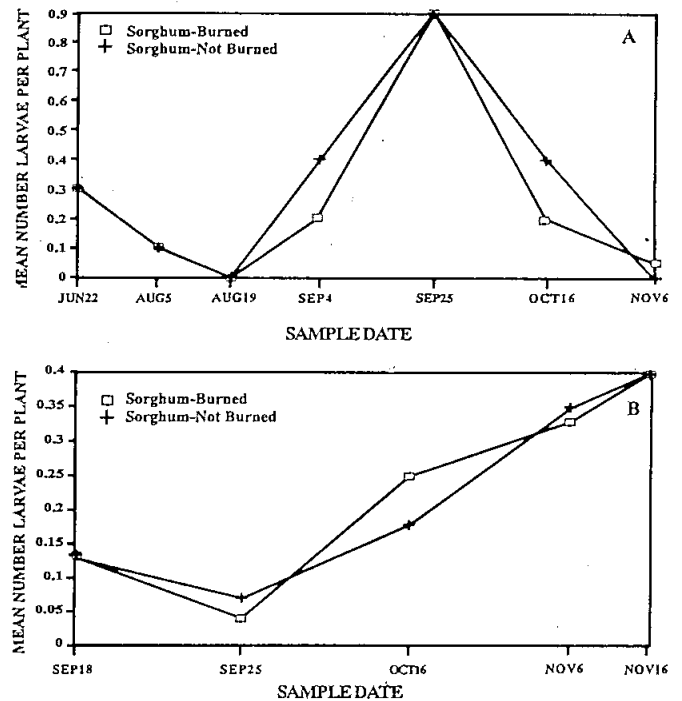 0.9
0.8
0.7
0.6
0.5
0.4
0.3
0.2
0.1
0
MEAN NUMBER LARVAE PER PLANT
Sorghum-Burned
Sorghum-Not Burned
A
JUN22 AUG5 AUG19 SEP4 SEP25 OCT16 NOV6
SAMPLE DATE
0.4
0.35
0.3
0.25
0.2
0.15
0.1
0.05
0
MEAN NUMBER LARVAE PER PLANT
Sorghum-Burned
Sorghum-Not Burned
B
SEP18 SEP25 OCT16 NOV6 NOV16
SAMPLE DATE